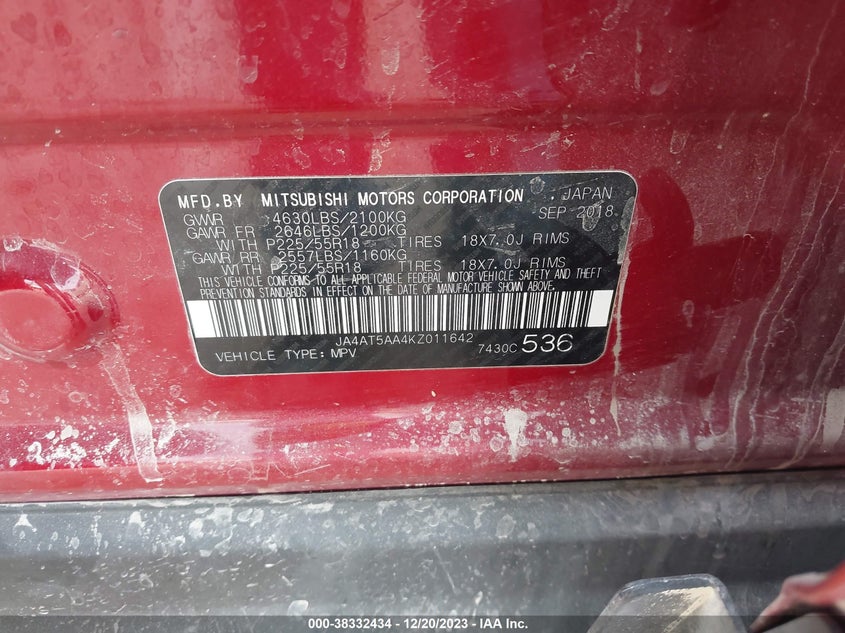 MFD.BY MITSUBISHI MOTORS CORPORATION JAPAN
GVWR 4630LBS/2100KG SEP 2018
GAWR FR 2646LBS/1200KG
WITH P225/55R18 TIRES 18X7.0J RIMS
GAWR/RR 2557LBS/1160KG
WITH P225/55R18 TIRES 18X7.0J RIMS
THIS VEHICLE CONFORMS TO ALL APPLICABLE FEDERAL MOTOR VEHICLE SAFETY AND THEFT
PREVENTION STANDARDS IN EFFECT ON THE DATE OF MANUFACTURE SHOWN ABOVE.
JA4AT5AA4KZ011642
VEHICLE TYPE: MPV 7430C 536
000-38332434 - 12/20/2023 - IAA Inc.